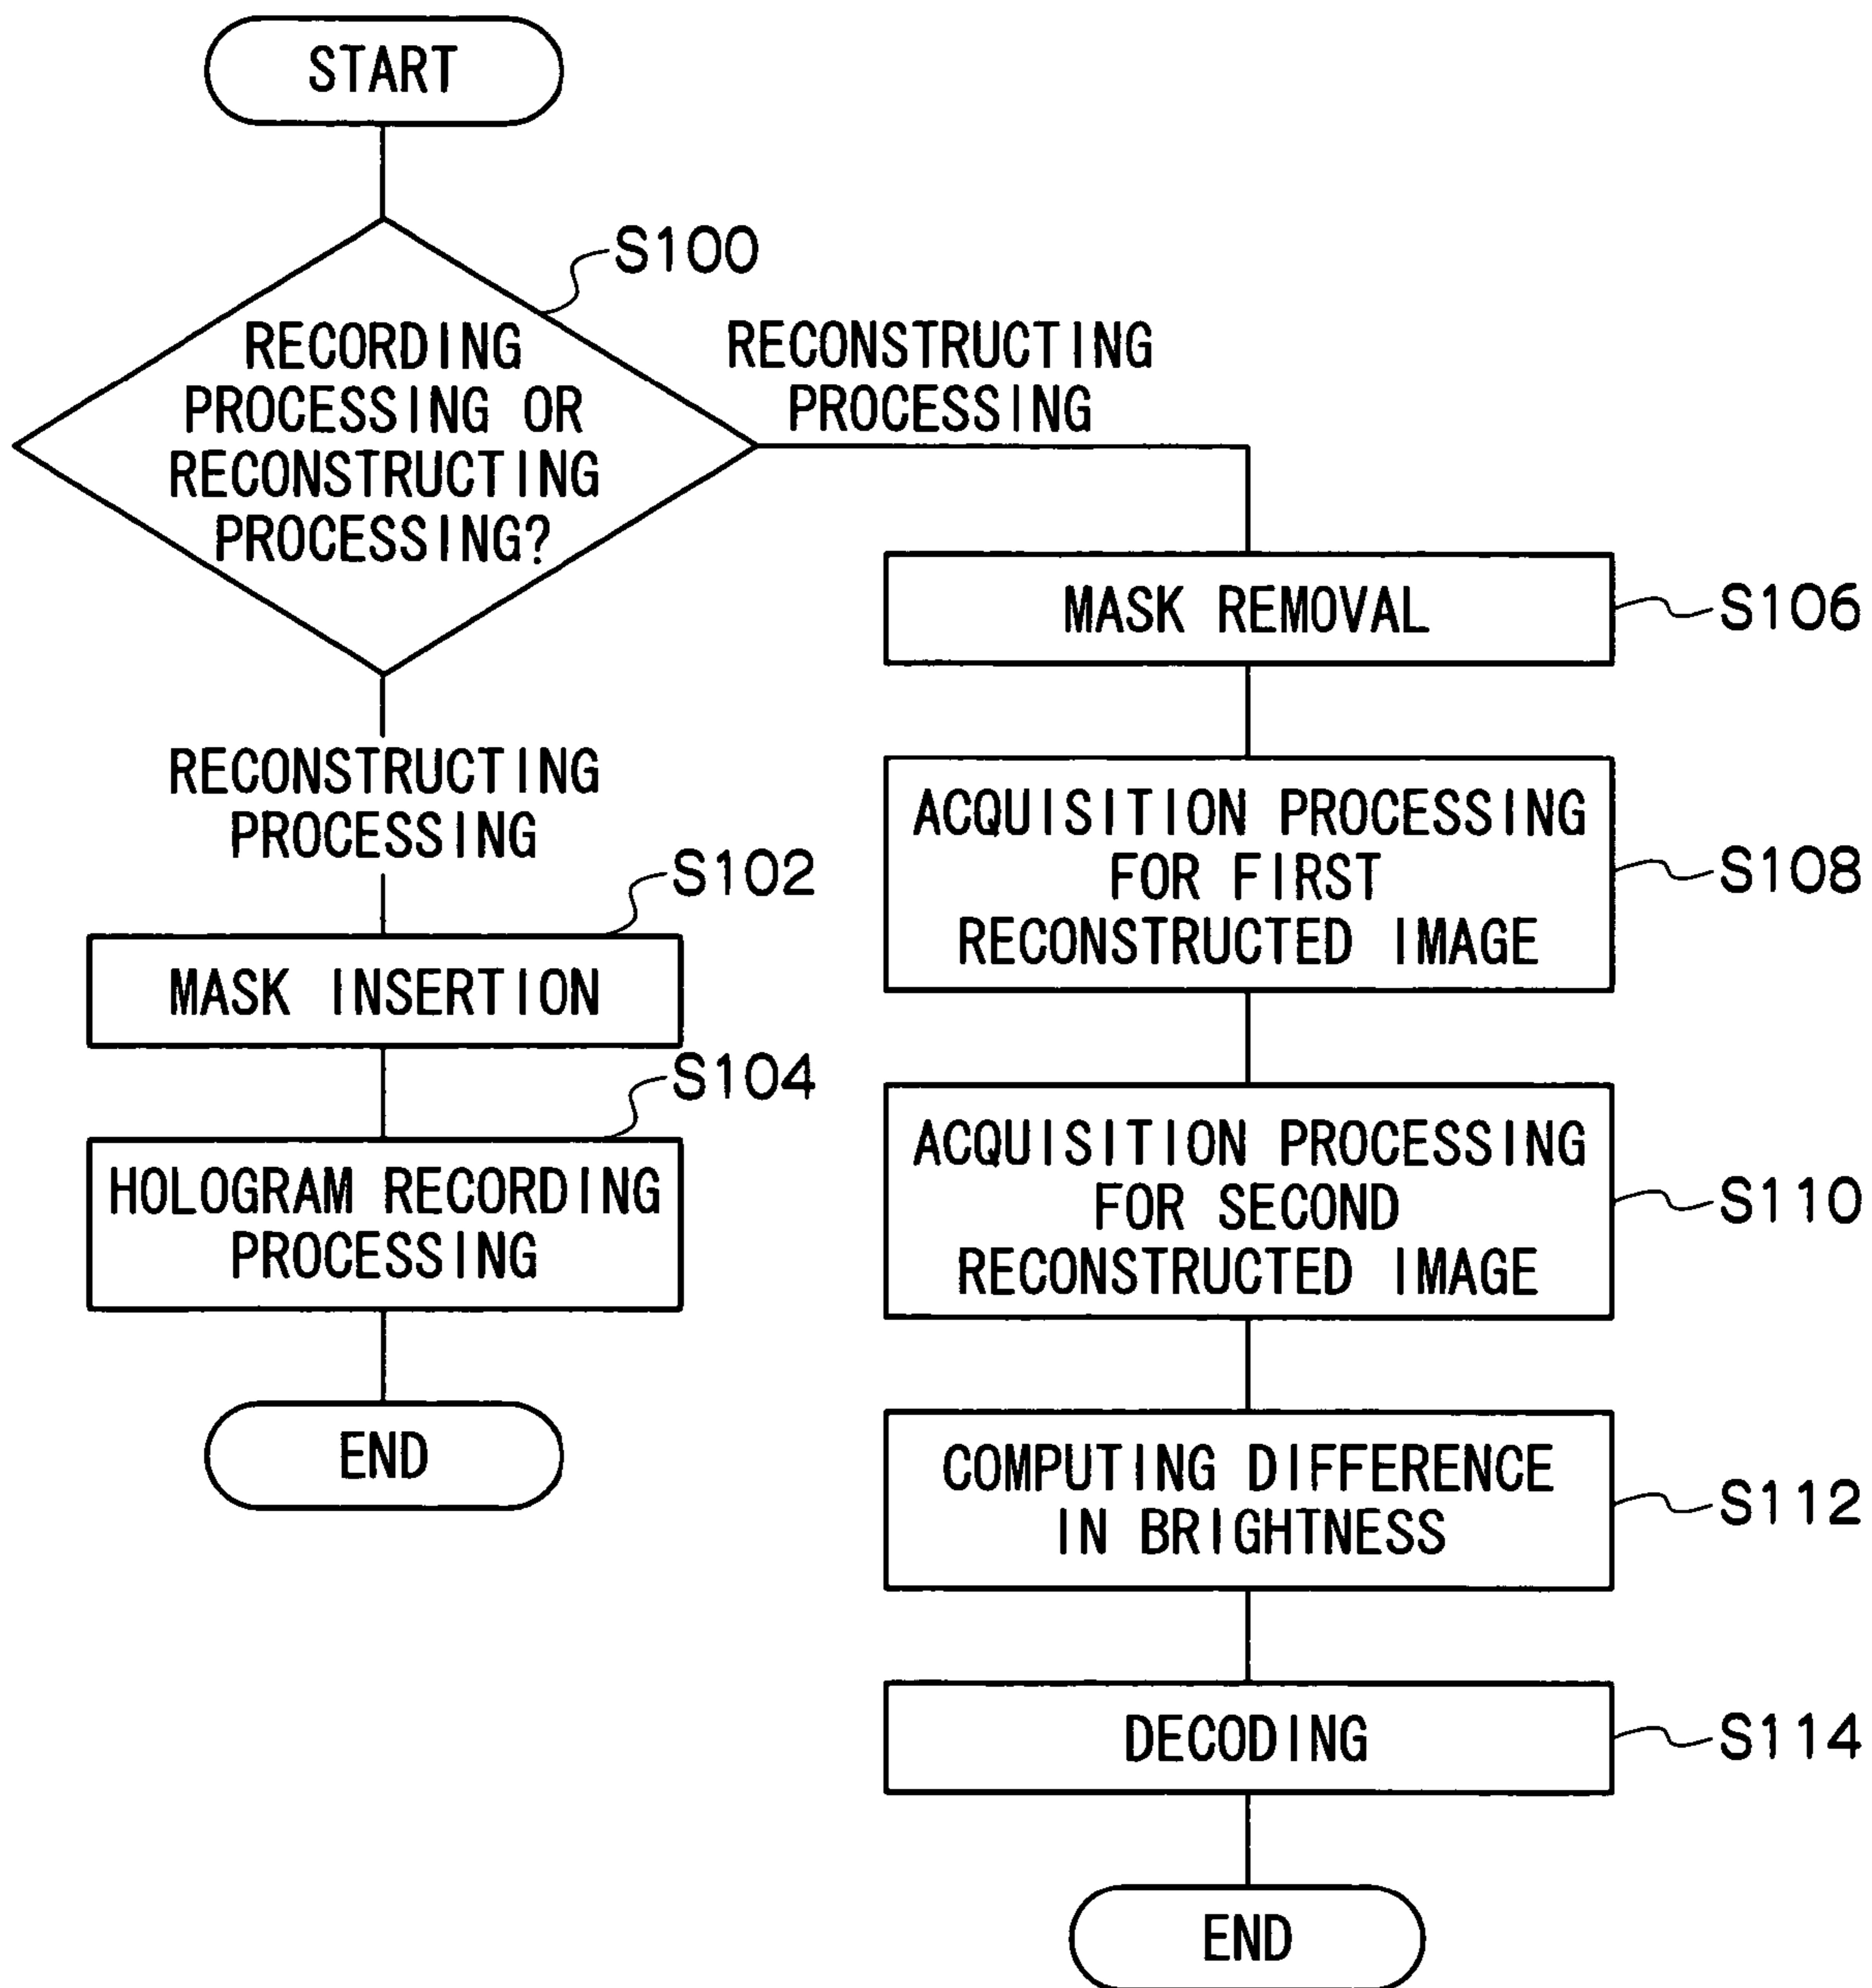 START
S100
RECORDING
PROCESSING OR
RECONSTRUCTING
PROCESSING?
RECONSTRUCTING
PROCESSING
RECONSTRUCTING
PROCESSING
S102
MASK INSERTION
S104
HOLOGRAM RECORDING
PROCESSING
END
MASK REMOVAL
S106
ACQUISITION PROCESSING
FOR FIRST
RECONSTRUCTED IMAGE
S108
ACQUISITION PROCESSING
FOR SECOND
RECONSTRUCTED IMAGE
S110
COMPUTING DIFFERENCE
IN BRIGHTNESS
S112
DECODING
S114
END